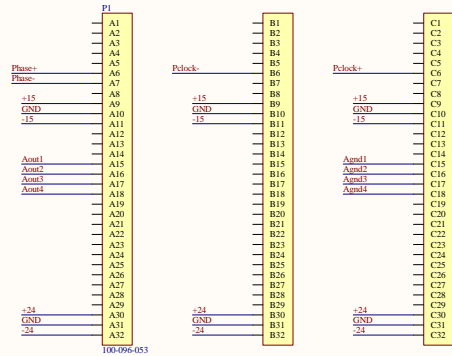 P1
A1
A2
A3
A4
A5
Phase+ A6
Phase- A7
A8
+15 A9
GND A10
-15 A11
A12
A13
A14
Aout1 A15
Aout2 A16
Aout3 A17
Aout4 A18
A19
A20
A21
A22
A23
A24
A25
A26
A27
A28
A29
+24 A30
GND A31
-24 A32
100-096-053
B1
B2
B3
B4
B5
Pclock- B6
B7
B8
+15 B9
GND B10
-15 B11
B12
B13
B14
B15
B16
B17
B18
B19
B20
B21
B22
B23
B24
B25
B26
B27
B28
B29
+24 B30
GND B31
-24 B32
C1
C2
C3
C4
C5
Pclock+ C6
C7
C8
+15 C9
GND C10
-15 C11
C12
C13
C14
Agnd1 C15
Agnd2 C16
Agnd3 C17
Agnd4 C18
C19
C20
C21
C22
C23
C24
C25
C26
C27
C28
C29
+24 C30
GND C31
-24 C32